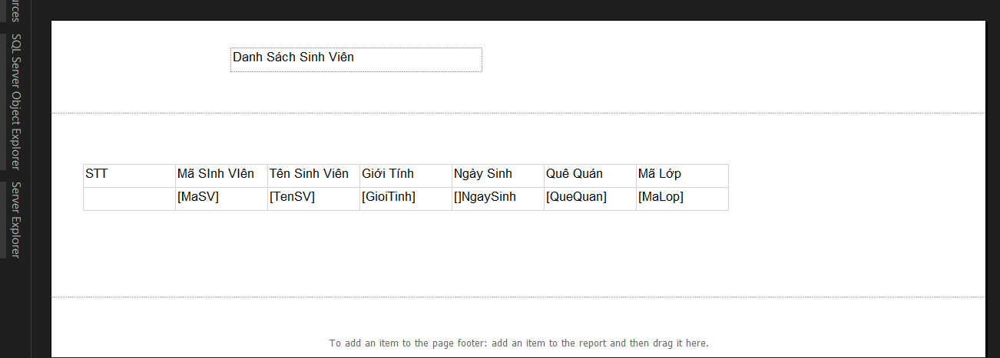 urces
SQL Server Object Explorer
Server Explorer
Danh Sách Sinh Viên
STT Mã SInh VIên Tên Sinh Viên Giới Tính Ngày Sinh Quê Quán Mã Lớp
[MaSV] [TenSV] [GioiTinh] []NgaySinh [QueQuan] [MaLop]
To add an item to the page footer: add an item to the report and then drag it here.